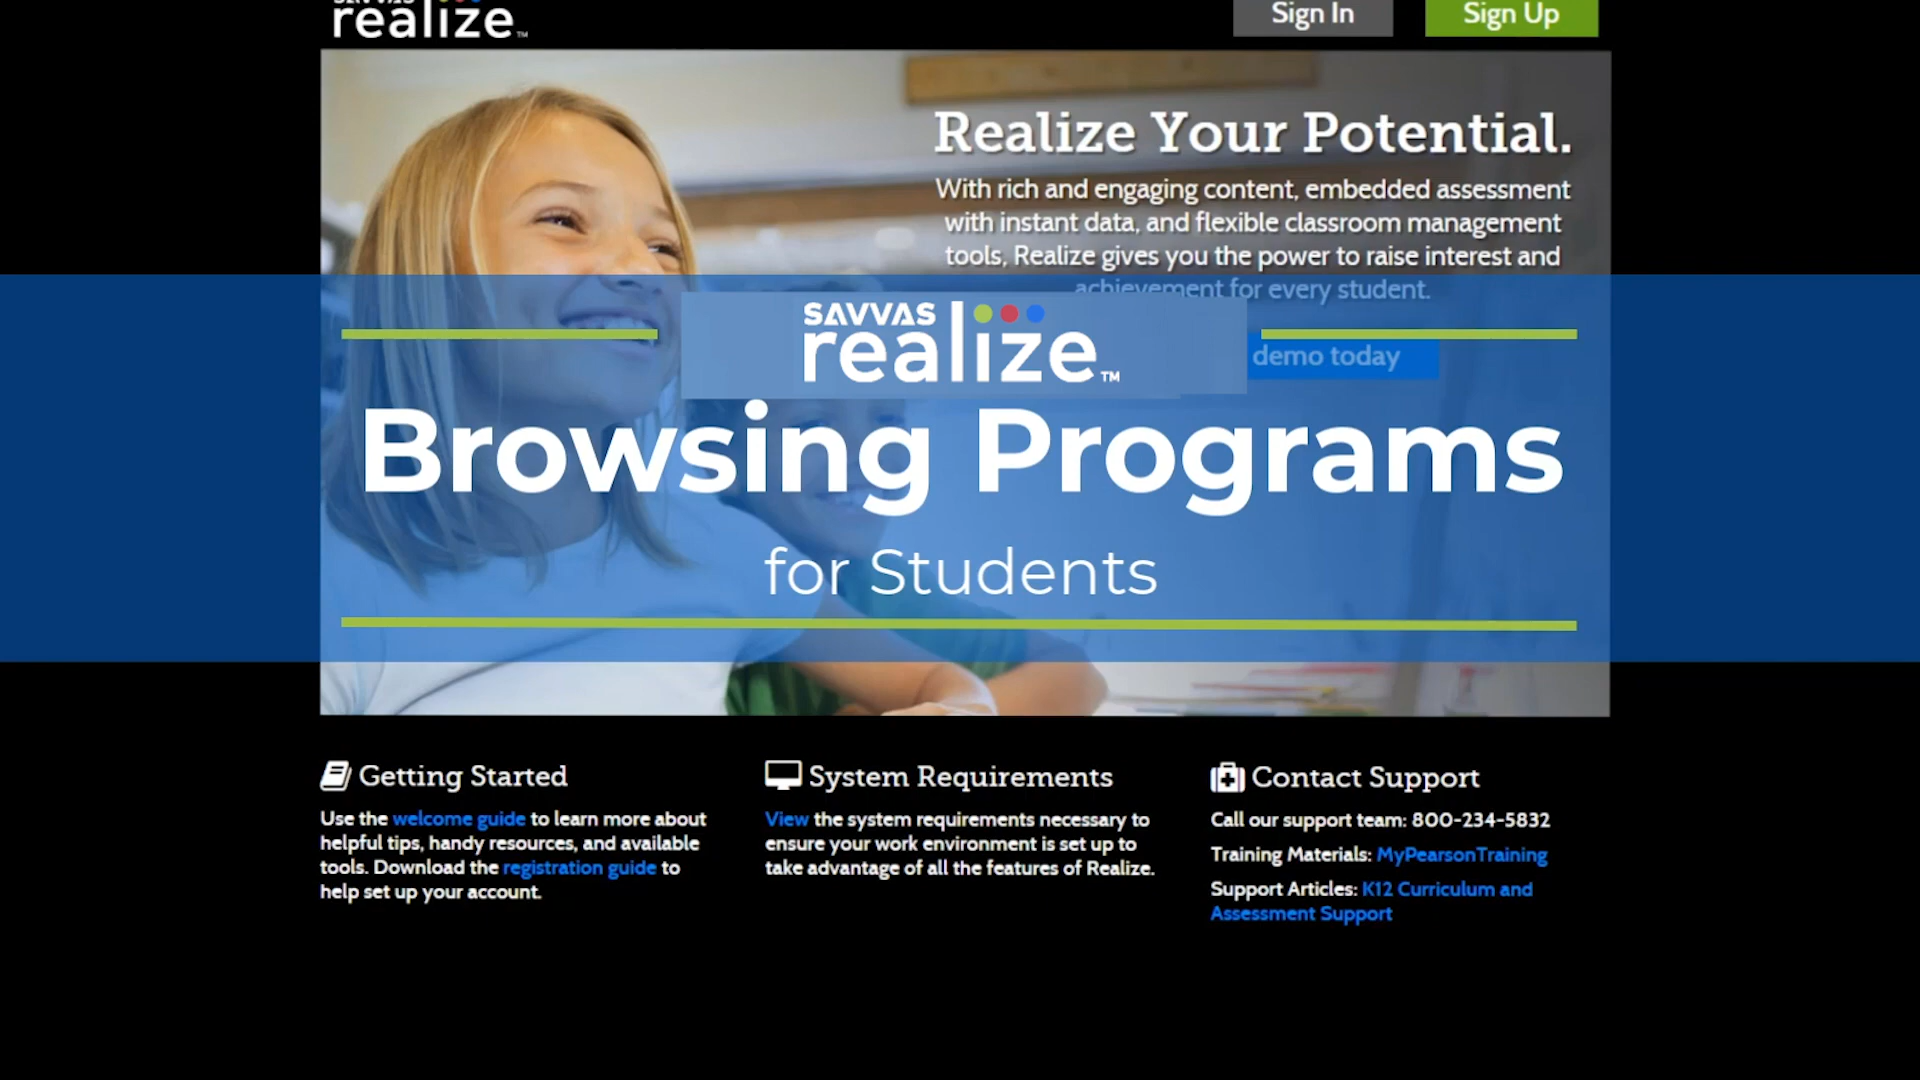 SAVVAS
realize™
Sign In
Sign Up
Realize Your Potential.
With rich and engaging content, embedded assessment
with instant data, and flexible classroom management
tools, Realize gives you the power to raise interest and
achievement for every student.
demo today
SAVVAS
realize™
Browsing Programs
for Students
Getting Started
Use the welcome guide to learn more about
helpful tips, handy resources, and available
tools. Download the registration guide to
help set up your account.
System Requirements
View the system requirements necessary to
ensure your work environment is set up to
take advantage of all the features of Realize.
Contact Support
Call our support team: 800-234-5832
Training Materials: MyPearsonTraining
Support Articles: K12 Curriculum and
Assessment Support